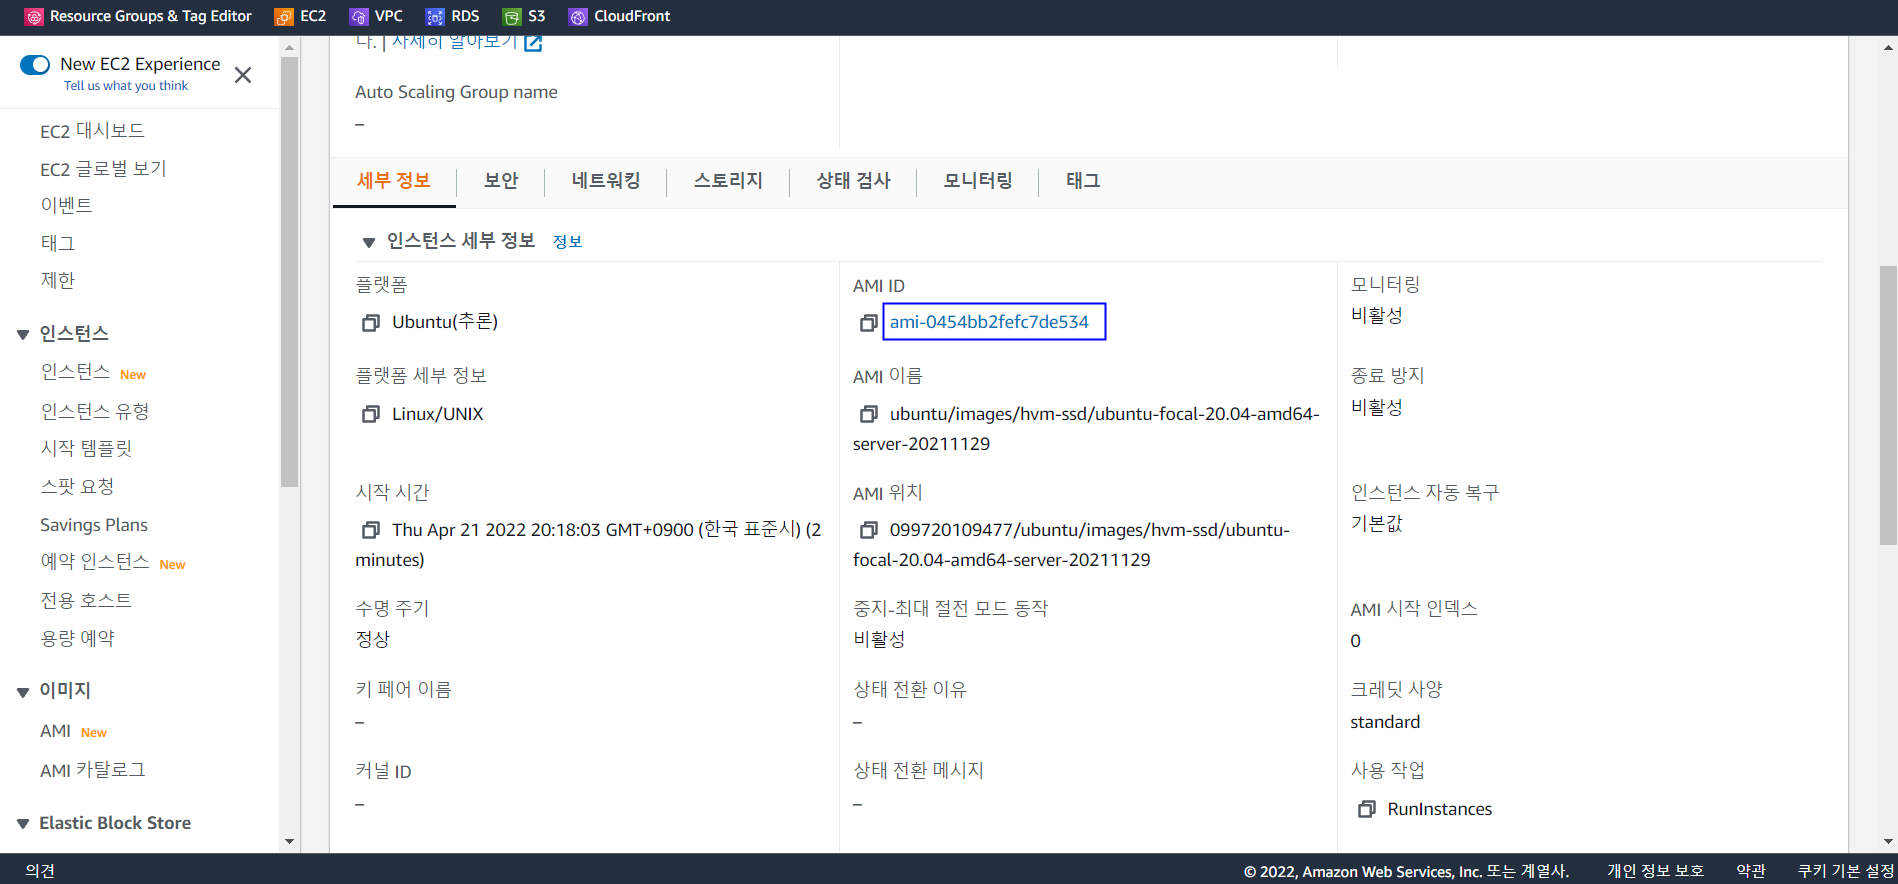 Resource Groups & Tag Editor EC2 VPC RDS S3 CloudFront
New EC2 Experience
Tell us what you think
EC2 대시보드
EC2 글로벌 보기
이벤트
태그
제한
인스턴스
인스턴스 New
인스턴스 유형
시작 템플릿
스팟 요청
Savings Plans
예약 인스턴스 New
전용 호스트
용량 예약
이미지
AMI New
AMI 카탈로그
Elastic Block Store
다. | 자세히 알아보기
Auto Scaling Group name
–
세부 정보 보안 네트워킹 스토리지 상태 검사 모니터링 태그
인스턴스 세부 정보 정보
플랫폼
Ubuntu(추론)
AMI ID
ami-0454bb2fefc7de534
모니터링
비활성
플랫폼 세부 정보
Linux/UNIX
AMI 이름
ubuntu/images/hvm-ssd/ubuntu-focal-20.04-amd64-
server-20211129
종료 방지
비활성
시작 시간
Thu Apr 21 2022 20:18:03 GMT+0900 (한국 표준시) (2
minutes)
AMI 위치
099720109477/ubuntu/images/hvm-ssd/ubuntu-
focal-20.04-amd64-server-20211129
인스턴스 자동 복구
기본값
수명 주기
정상
중지-최대 절전 모드 동작
비활성
AMI 시작 인덱스
0
키 페어 이름
–
상태 전환 이유
–
크레딧 사양
standard
커널 ID
–
상태 전환 메시지
–
사용 작업
RunInstances
의견 © 2022, Amazon Web Services, Inc. 또는 계열사. 개인 정보 보호 약관 쿠키 기본 설정